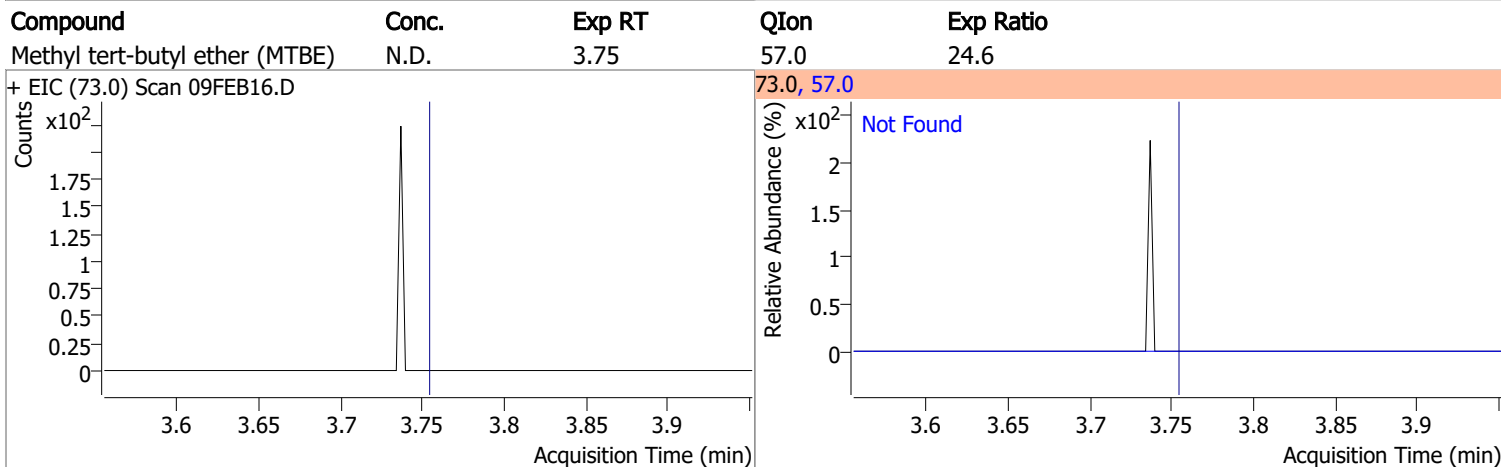 Compound Conc. Exp RT QIon Exp Ratio
Methyl tert-butyl ether (MTBE) N.D. 3.75 57.0 24.6
+ EIC (73.0) Scan 09FEB16.D
Counts
x10²
1.75
1.5
1.25
1
0.75
0.5
0.25
0
3.6 3.65 3.7 3.75 3.8 3.85 3.9
Acquisition Time (min)
73.0, 57.0
Relative Abundance (%)
x10²
Not Found
2
1.5
1
0.5
0
3.6 3.65 3.7 3.75 3.8 3.85 3.9
Acquisition Time (min)